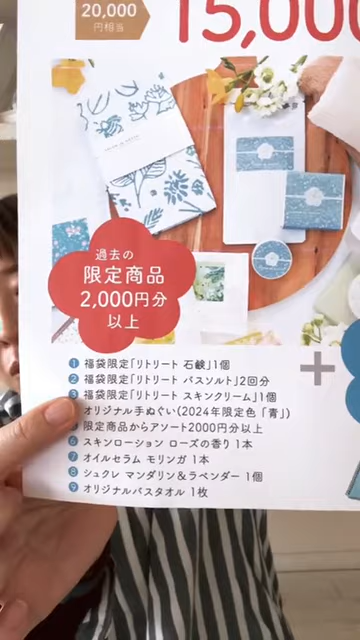 20,000
円相当
15,000
過去の
限定商品
2,000円分
以上
① 福袋限定「リトリート 石鹸」1個
② 福袋限定「リトリート バスソルト」2回分
③ 福袋限定「リトリート スキンクリーム」1個
オリジナル手ぬぐい(2024年限定色「青」)
限定商品からアソート2000円分以上
⑥ スキンローション ローズの香り 1本
⑦ オイルセラム モリンガ 1本
⑧ シュクレ マンダリン&ラベンダー 1個
⑨ オリジナルバスタオル 1枚
+